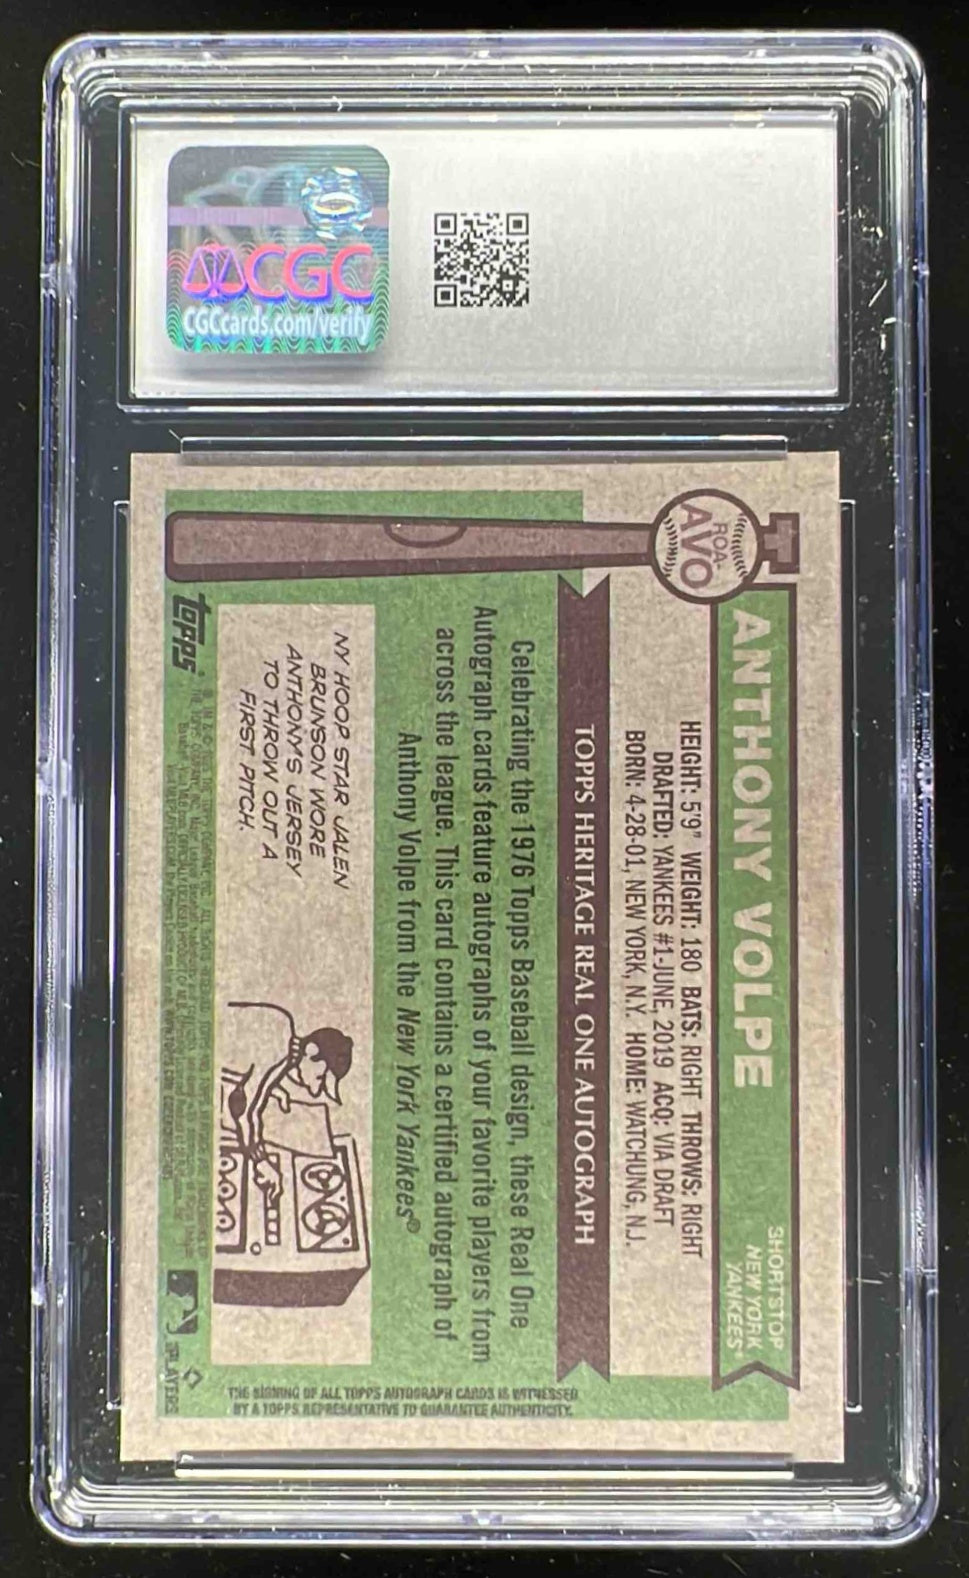 CGC
CGCcards.com/verify
ROA-
AVO
ANTHONY VOLPE
SHORTSTOP
NEW YORK
YANKEES®
HEIGHT: 5'9" WEIGHT: 180 BATS: RIGHT THROWS: RIGHT
DRAFTED: YANKEES #1-JUNE, 2019 ACQ: VIA DRAFT
BORN: 4-28-01, NEW YORK, N.Y. HOME: WATCHUNG, N.J.
TOPPS HERITAGE REAL ONE AUTOGRAPH
Celebrating the 1976 Topps Baseball design, these Real One
Autograph cards feature autographs of your favorite players from
across the league. This card contains a certified autograph of
Anthony Volpe from the New York Yankees®
NY HOOP STAR JALEN
BRUNSON WORE
ANTHONY'S JERSEY
TO THROW OUT A
FIRST PITCH.
topps®
THE SIGNING OF ALL TOPPS AUTOGRAPH CARDS IS WITNESSED
BY A TOPPS REPRESENTATIVE TO GUARANTEE AUTHENTICITY.
PLAYERS